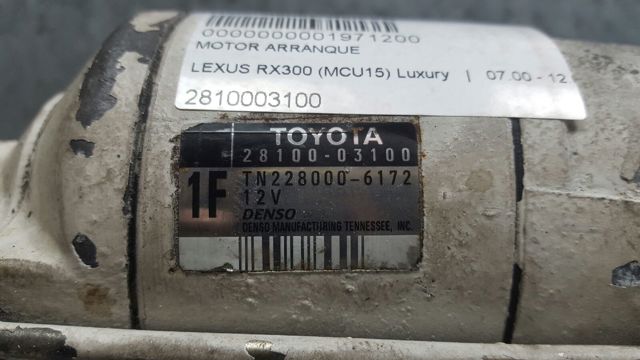 0000000001971200
MOTOR ARRANQUE
LEXUS RX300 (MCU15) Luxury | 07.00 - 12
2810003100
TOYOTA
28100-03100
1F
TN228000-6172
12V
DENSO
DENSO MANUFACTURING TENNESSEE, INC.